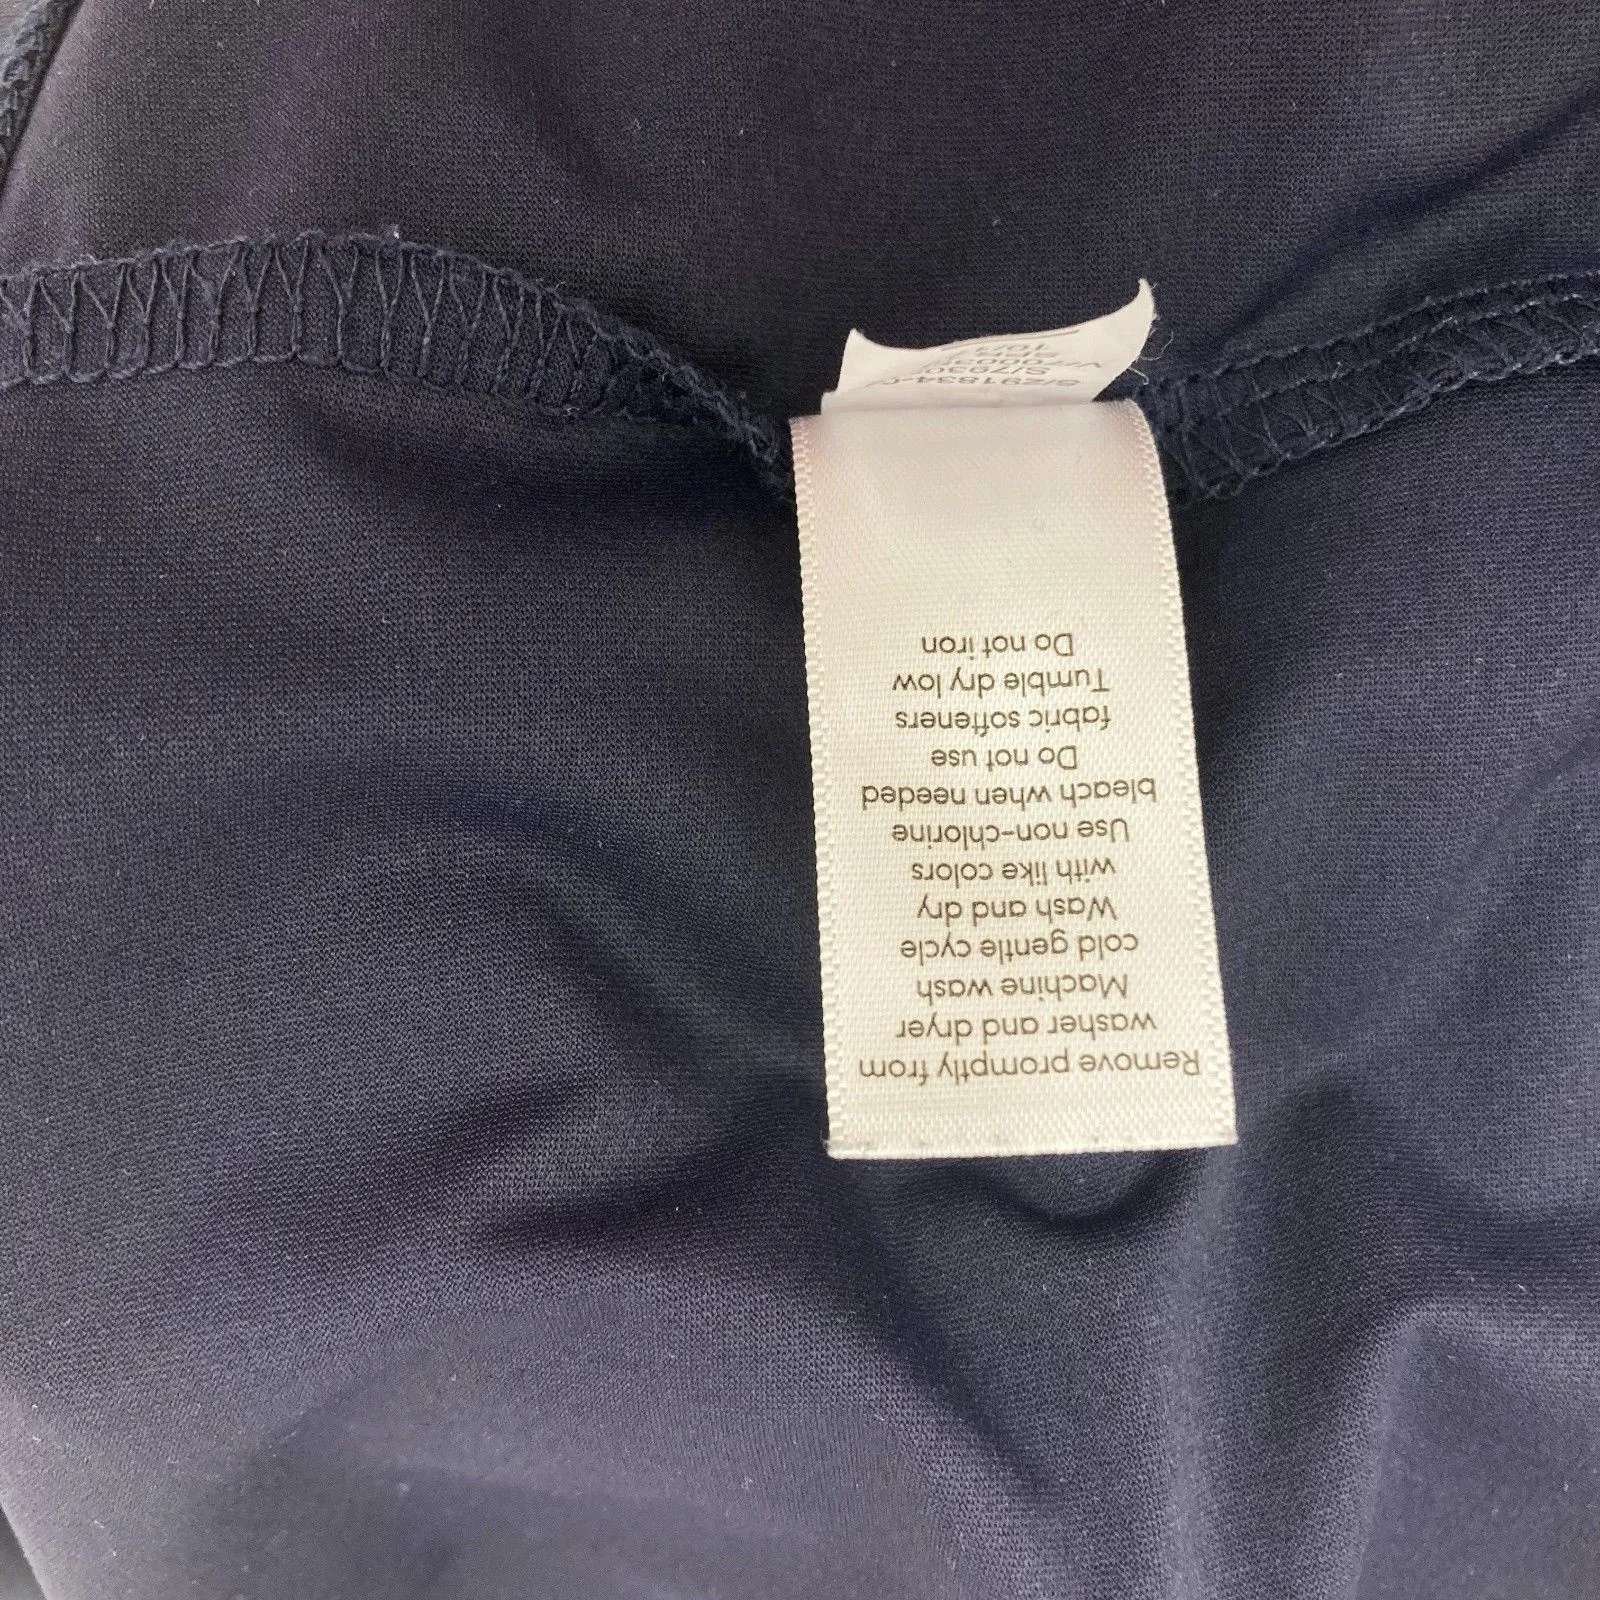 Remove promptly from
washer and dryer
Machine wash
cold gentle cycle
Wash and dry
with like colors
Use non-chlorine
bleach when needed
Do not use
fabric softeners
Tumble dry low
Do not iron